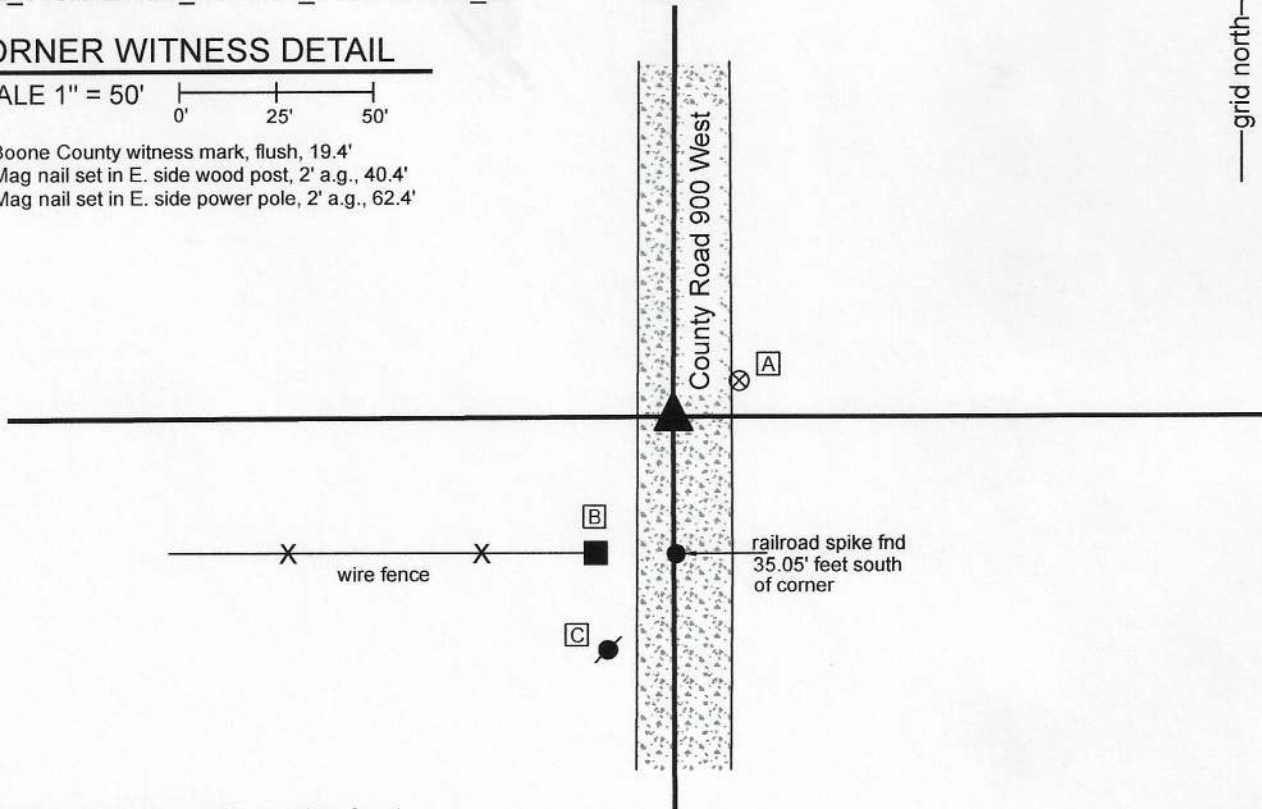 ORNER WITNESS DETAIL
ALE 1" = 50'
0' 25' 50'
Boone County witness mark, flush, 19.4'
Mag nail set in E. side wood post, 2' a.g., 40.4'
Mag nail set in E. side power pole, 2' a.g., 62.4'
grid north
County Road 900 West
A
B
X X
wire fence
railroad spike fnd
35.05' feet south
of corner
C